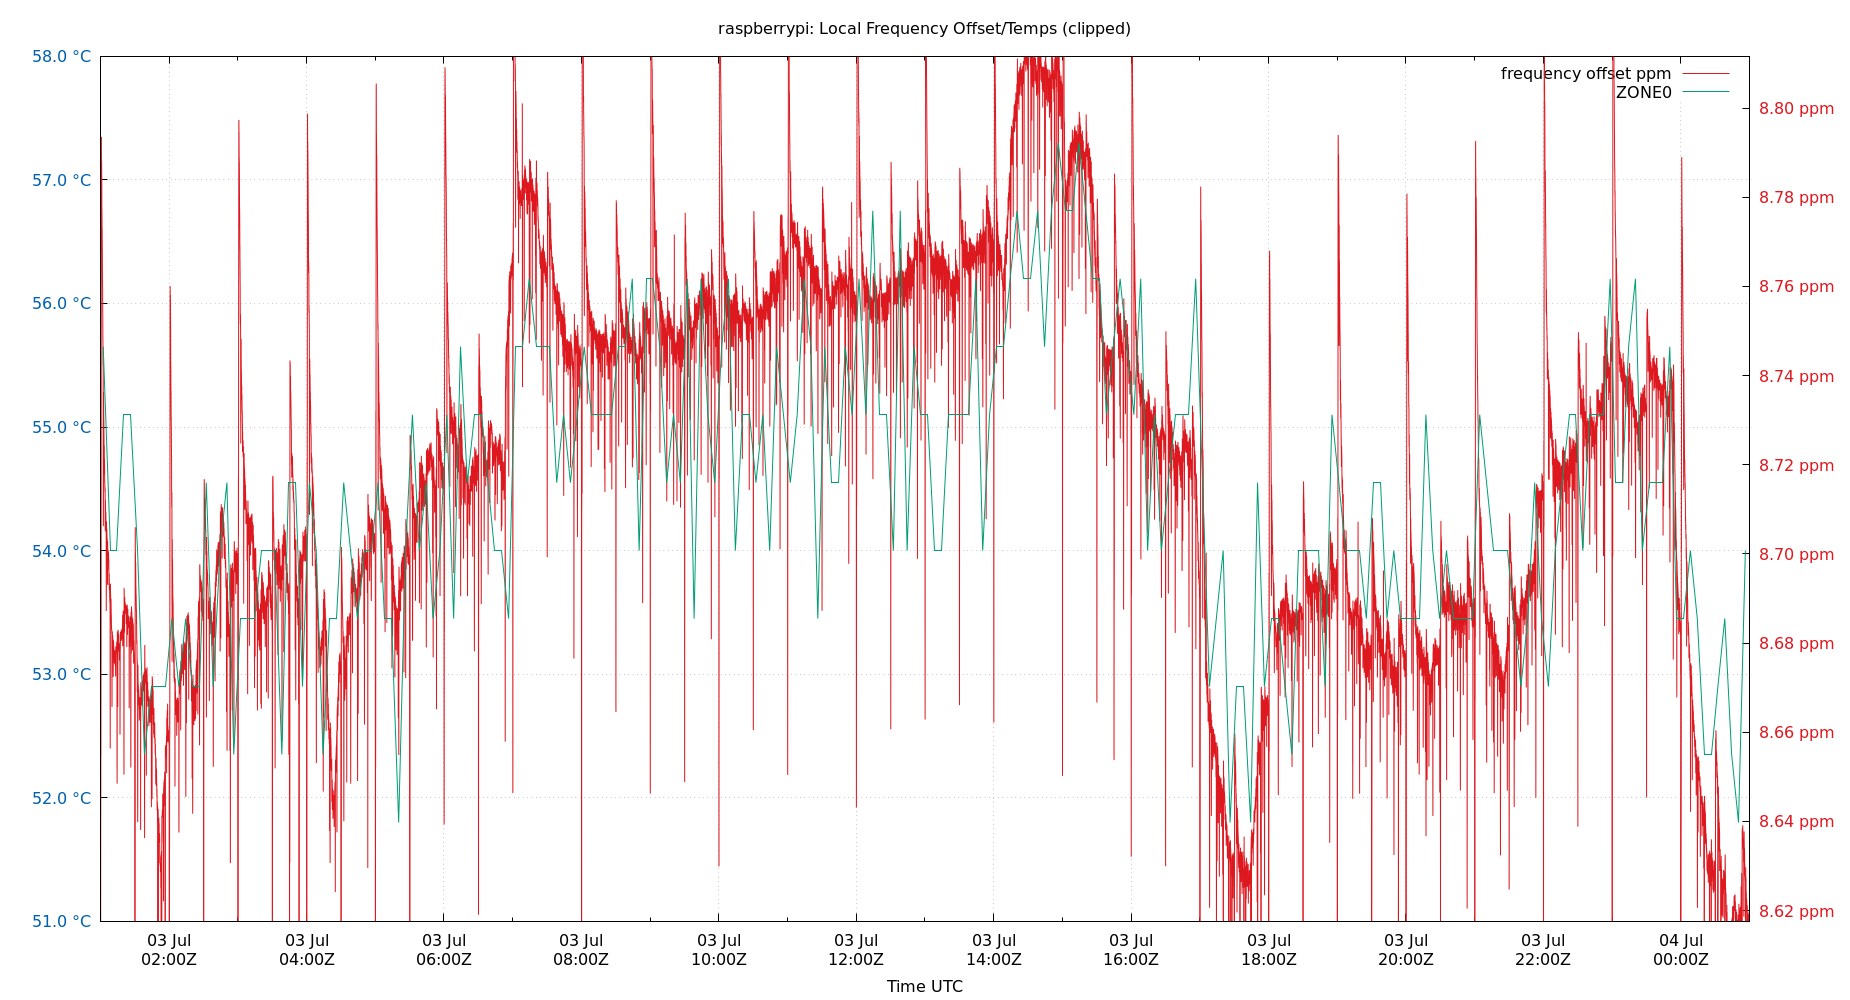 raspberrypi: Local Frequency Offset/Temps (clipped)
frequency offset ppm
ZONE0
58.0 °C
57.0 °C
56.0 °C
55.0 °C
54.0 °C
53.0 °C
52.0 °C
51.0 °C
8.80 ppm
8.78 ppm
8.76 ppm
8.74 ppm
8.72 ppm
8.70 ppm
8.68 ppm
8.66 ppm
8.64 ppm
8.62 ppm
03 Jul 03 Jul 03 Jul 03 Jul 03 Jul 03 Jul 03 Jul 03 Jul 03 Jul 03 Jul 03 Jul 04 Jul
02:00Z 04:00Z 06:00Z 08:00Z 10:00Z 12:00Z 14:00Z 16:00Z 18:00Z 20:00Z 22:00Z 00:00Z
Time UTC